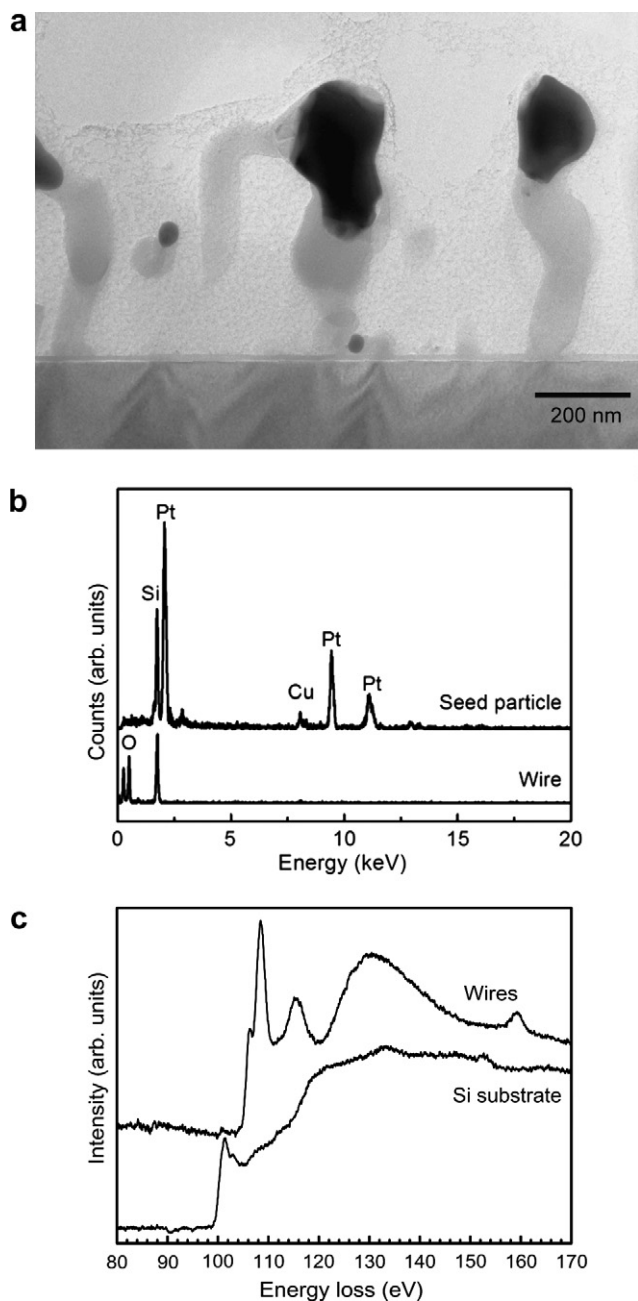 a
200 nm
b
Pt
Si
Pt
Cu
Pt
Seed particle
O
Wire
Counts (arb. units)
0 5 10 15 20
Energy (keV)
c
Wires
Si substrate
Intensity (arb. units)
80 90 100 110 120 130 140 150 160 170
Energy loss (eV)